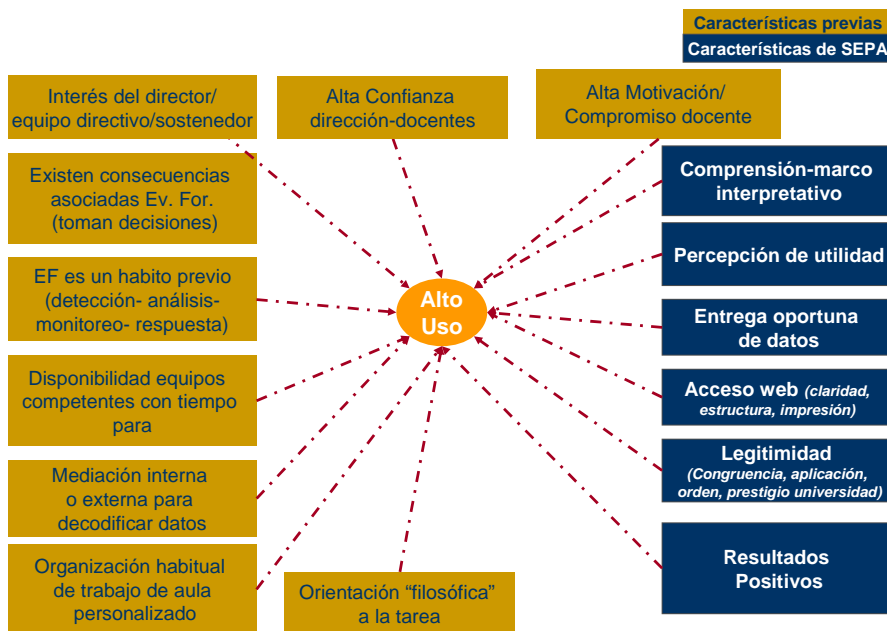 Características previas
Características de SEPA
Interés del director/
equipo directivo/sostenedor
Alta Confianza
dirección-docentes
Alta Motivación/
Compromiso docente
Existen consecuencias
asociadas Ev. For.
(toman decisiones)
EF es un habito previo
(detección- análisis-
monitoreo- respuesta)
Disponibilidad equipos
competentes con tiempo
para
Mediación interna
o externa para
decodificar datos
Organización habitual
de trabajo de aula
personalizado
Orientación “filosófica”
a la tarea
Alto
Uso
Comprensión-marco
interpretativo
Percepción de utilidad
Entrega oportuna
de datos
Acceso web (claridad,
estructura, impresión)
Legitimidad
(Congruencia, aplicación,
orden, prestigio universidad)
Resultados
Positivos